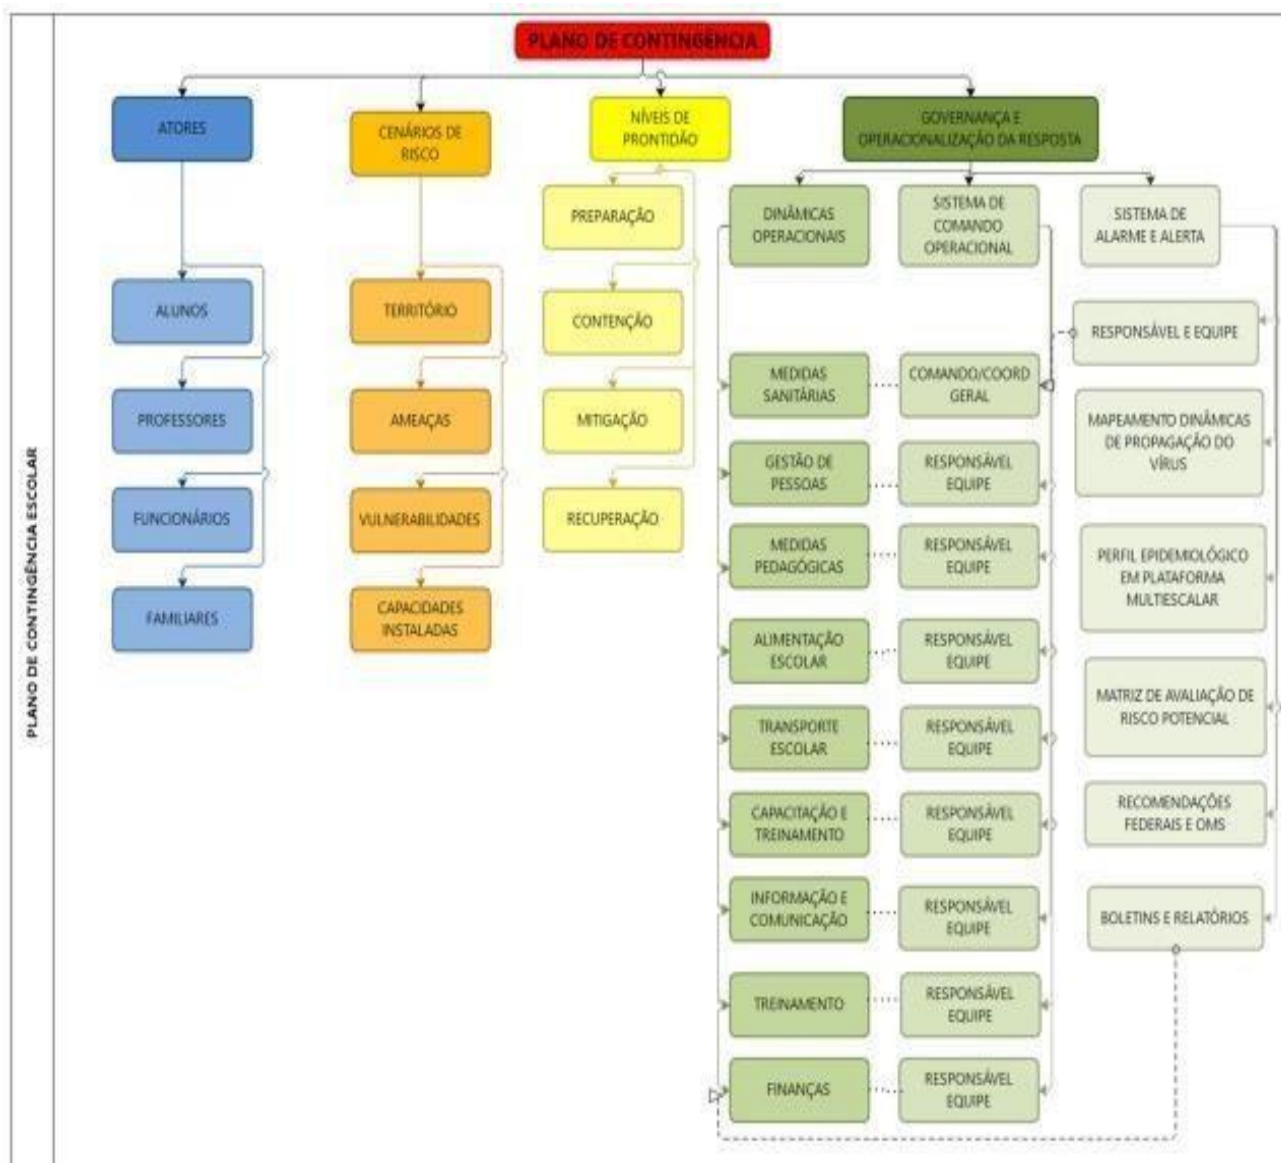 PLANO DE CONTINGÊNCIA ESCOLAR
PLANO DE CONTINGÊNCIA
ATORES
ALUNOS
PROFESSORES
FUNCIONÁRIOS
FAMILIARES
CENÁRIOS DE
RISCO
TERRITÓRIO
AMEAÇAS
VULNERABILIDADES
CAPACIDADES
INSTALADAS
NÍVEIS DE
PRONTIDÃO
PREPARAÇÃO
CONTENÇÃO
MITIGAÇÃO
RECUPERAÇÃO
GOVERNANÇA E
OPERACIONALIZAÇÃO DA RESPOSTA
DINÂMICAS
OPERACIONAIS
MEDIDAS
SANITÁRIAS
GESTÃO DE
PESSOAS
MEDIDAS
PEDAGÓGICAS
ALIMENTAÇÃO
ESCOLAR
TRANSPORTE
ESCOLAR
CAPACITAÇÃO E
TREINAMENTO
INFORMAÇÃO E
COMUNICAÇÃO
TREINAMENTO
FINANÇAS
SISTEMA DE
COMANDO
OPERACIONAL
COMANDO/COORD
GERAL
RESPONSÁVEL
EQUIPE
RESPONSÁVEL
EQUIPE
RESPONSÁVEL
EQUIPE
RESPONSÁVEL
EQUIPE
RESPONSÁVEL
EQUIPE
RESPONSÁVEL
EQUIPE
RESPONSÁVEL
EQUIPE
RESPONSÁVEL
EQUIPE
SISTEMA DE
ALARME E ALERTA
RESPONSÁVEL E EQUIPE
MAPEAMENTO DINÂMICAS
DE PROPAGAÇÃO DO
VÍRUS
PERFIL EPIDEMIOLÓGICO
EM PLATAFORMA
MULTIESCALAR
MATRIZ DE AVALIAÇÃO DE
RISCO POTENCIAL
RECOMENDAÇÕES
FEDERAIS E OMS
BOLETINS E RELATÓRIOS